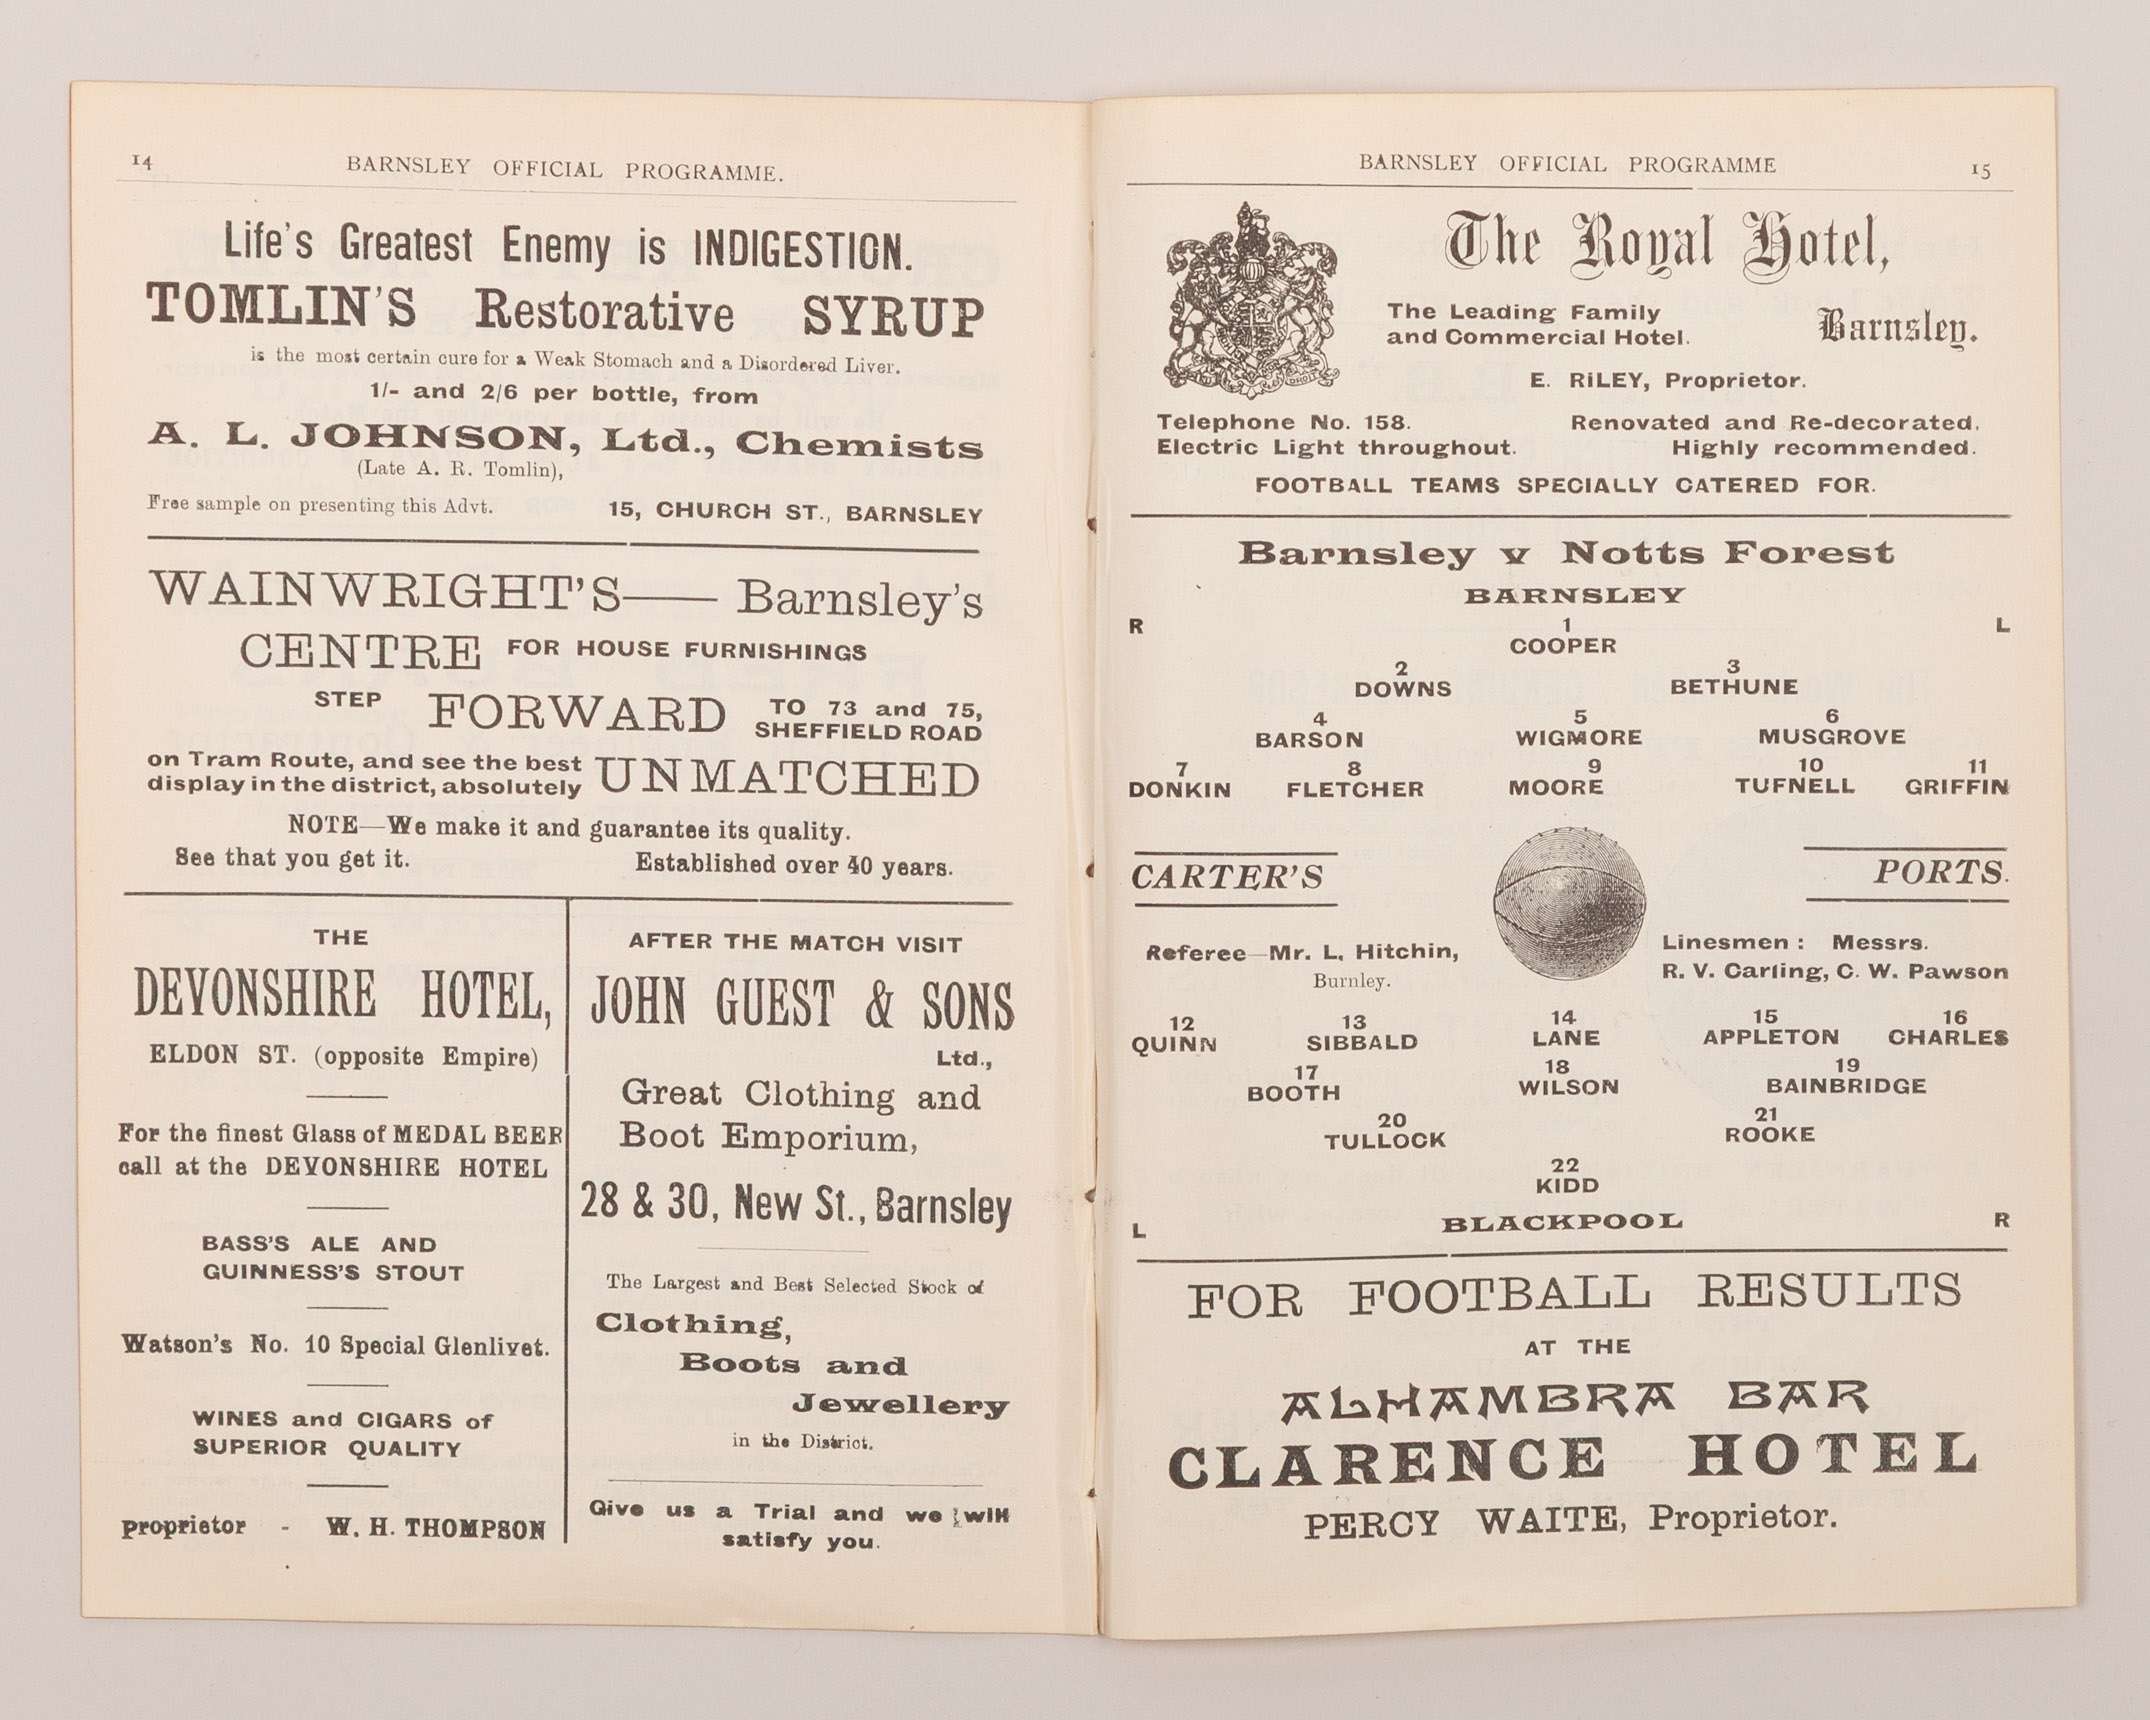 14
BARNSLEY OFFICIAL PROGRAMME.
Life's Greatest Enemy is INDIGESTION.
TOMLIN'S Restorative SYRUP
is the most certain cure for a Weak Stomach and a Disordered Liver.
1/- and 2/6 per bottle, from
A. L. JOHNSON, Ltd., Chemists
(Late A. R. Tomlin),
Free sample on presenting this Advt. 15, CHURCH ST., BARNSLEY
WAINWRIGHT'S— Barnsley's
CENTRE FOR HOUSE FURNISHINGS
STEP FORWARD TO 73 and 75,
SHEFFIELD ROAD
on Tram Route, and see the best
display in the district, absolutely UNMATCHED
NOTE—We make it and guarantee its quality.
See that you get it. Established over 40 years.
THE
DEVONSHIRE HOTEL,
ELDON ST. (opposite Empire)
For the finest Glass of MEDAL BEER
call at the DEVONSHIRE HOTEL
BASS'S ALE AND
GUINNESS'S STOUT
Watson's No. 10 Special Glenlivet.
WINES and CIGARS of
SUPERIOR QUALITY
proprietor - W. H. THOMPSON
AFTER THE MATCH VISIT
JOHN GUEST & SONS
Ltd.,
Great Clothing and
Boot Emporium,
28 & 30, New St., Barnsley
The Largest and Best Selected Stock of
Clothing,
Boots and
Jewellery
in the District.
Give us a Trial and we will
satisfy you.
BARNSLEY OFFICIAL PROGRAMME
15
The Royal Hotel,
The Leading Family
and Commercial Hotel.
Barnsley.
E. RiLEY, Proprietor.
Telephone No. 158. Renovated and Re-decorated.
Electric Light throughout. Highly recommended.
FOOTBALL TEAMS SPECIALLY CATERED FOR.
Barnsley v Notts Forest
BARNSLEY
R 1 L
COOPER
2 3
DOWNS BETHUNE
4 5 6
BARSON WIGMORE MUSGROVE
7 8 9 10 11
DONKIN FLETCHER MOORE TUFNELL GRIFFIN
CARTER'S PORTS.
Referee—Mr. L. Hitchin,
Burnley.
Linesmen: Messrs.
R. V. Carling, C. W. Pawson
12 13 14 15 16
QUINN SIBBALD LANE APPLETON CHARLES
17 18 19
BOOTH WILSON BAINBRIDGE
20 21
TULLOCK ROOKE
22
KIDD
L BLACKPOOL R
FOR FOOTBALL RESULTS
AT THE
ALHAMBRA BAR
CLARENCE HOTEL
PERCY WAITE, Proprietor.